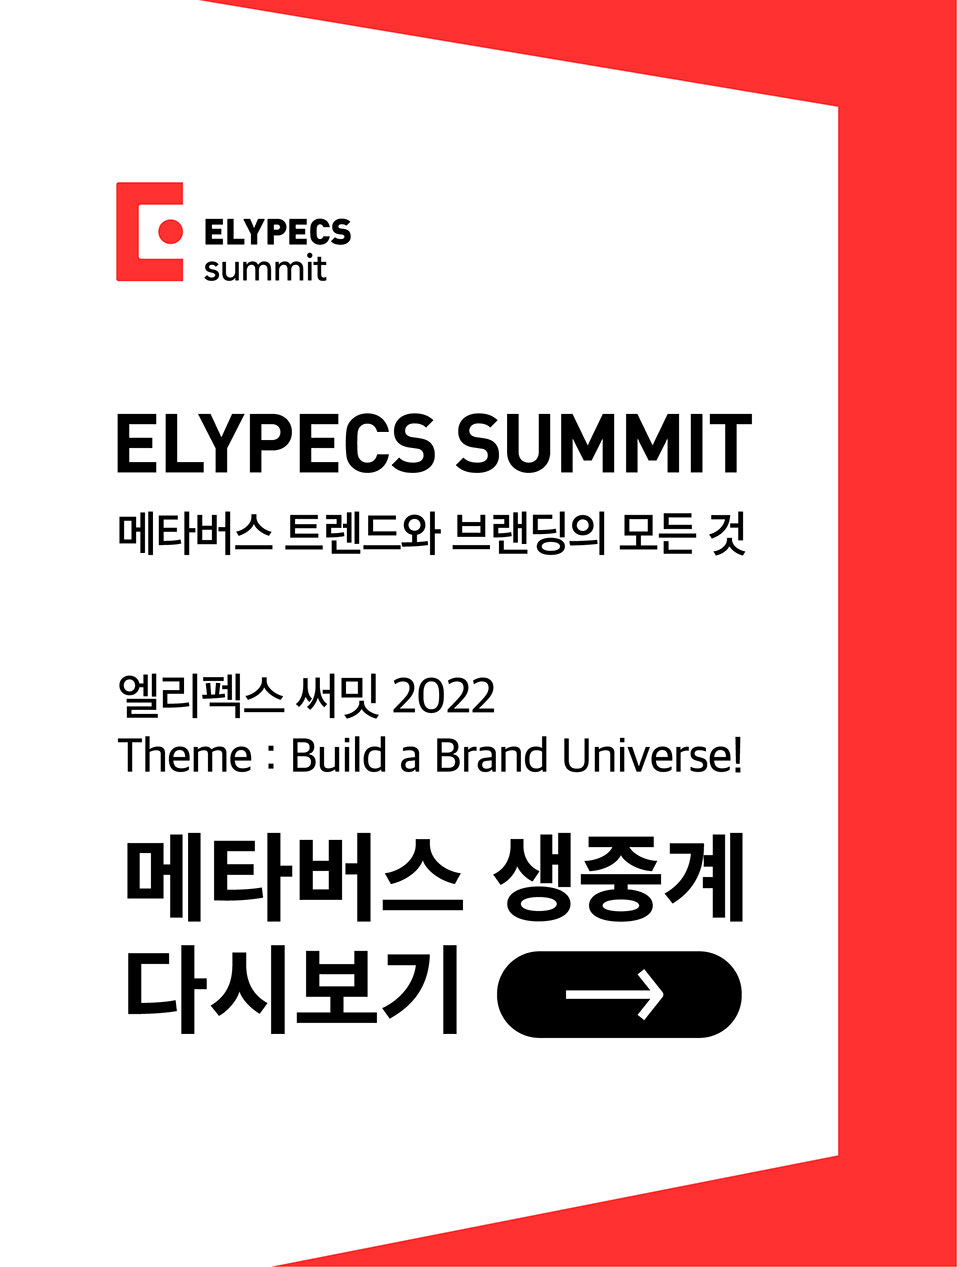 ELYPECS
summit
ELYPECS SUMMIT
메타버스 트렌드와 브랜딩의 모든 것
엘리펙스 써밋 2022
Theme : Build a Brand Universe!
메타버스 생중계
다시보기